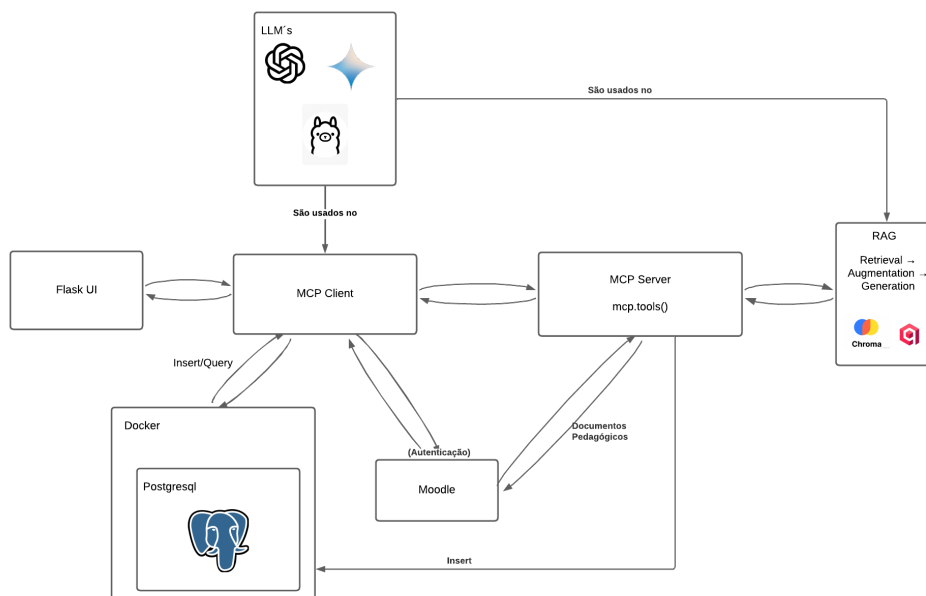 LLM´s
São usados no
São usados no
RAG
Retrieval →
Augmentation →
Generation
Chroma
Flask UI
MCP Client
MCP Server
mcp.tools()
Insert/Query
Docker
Postgresql
(Autenticação)
Moodle
Documentos
Pedagógicos
Insert